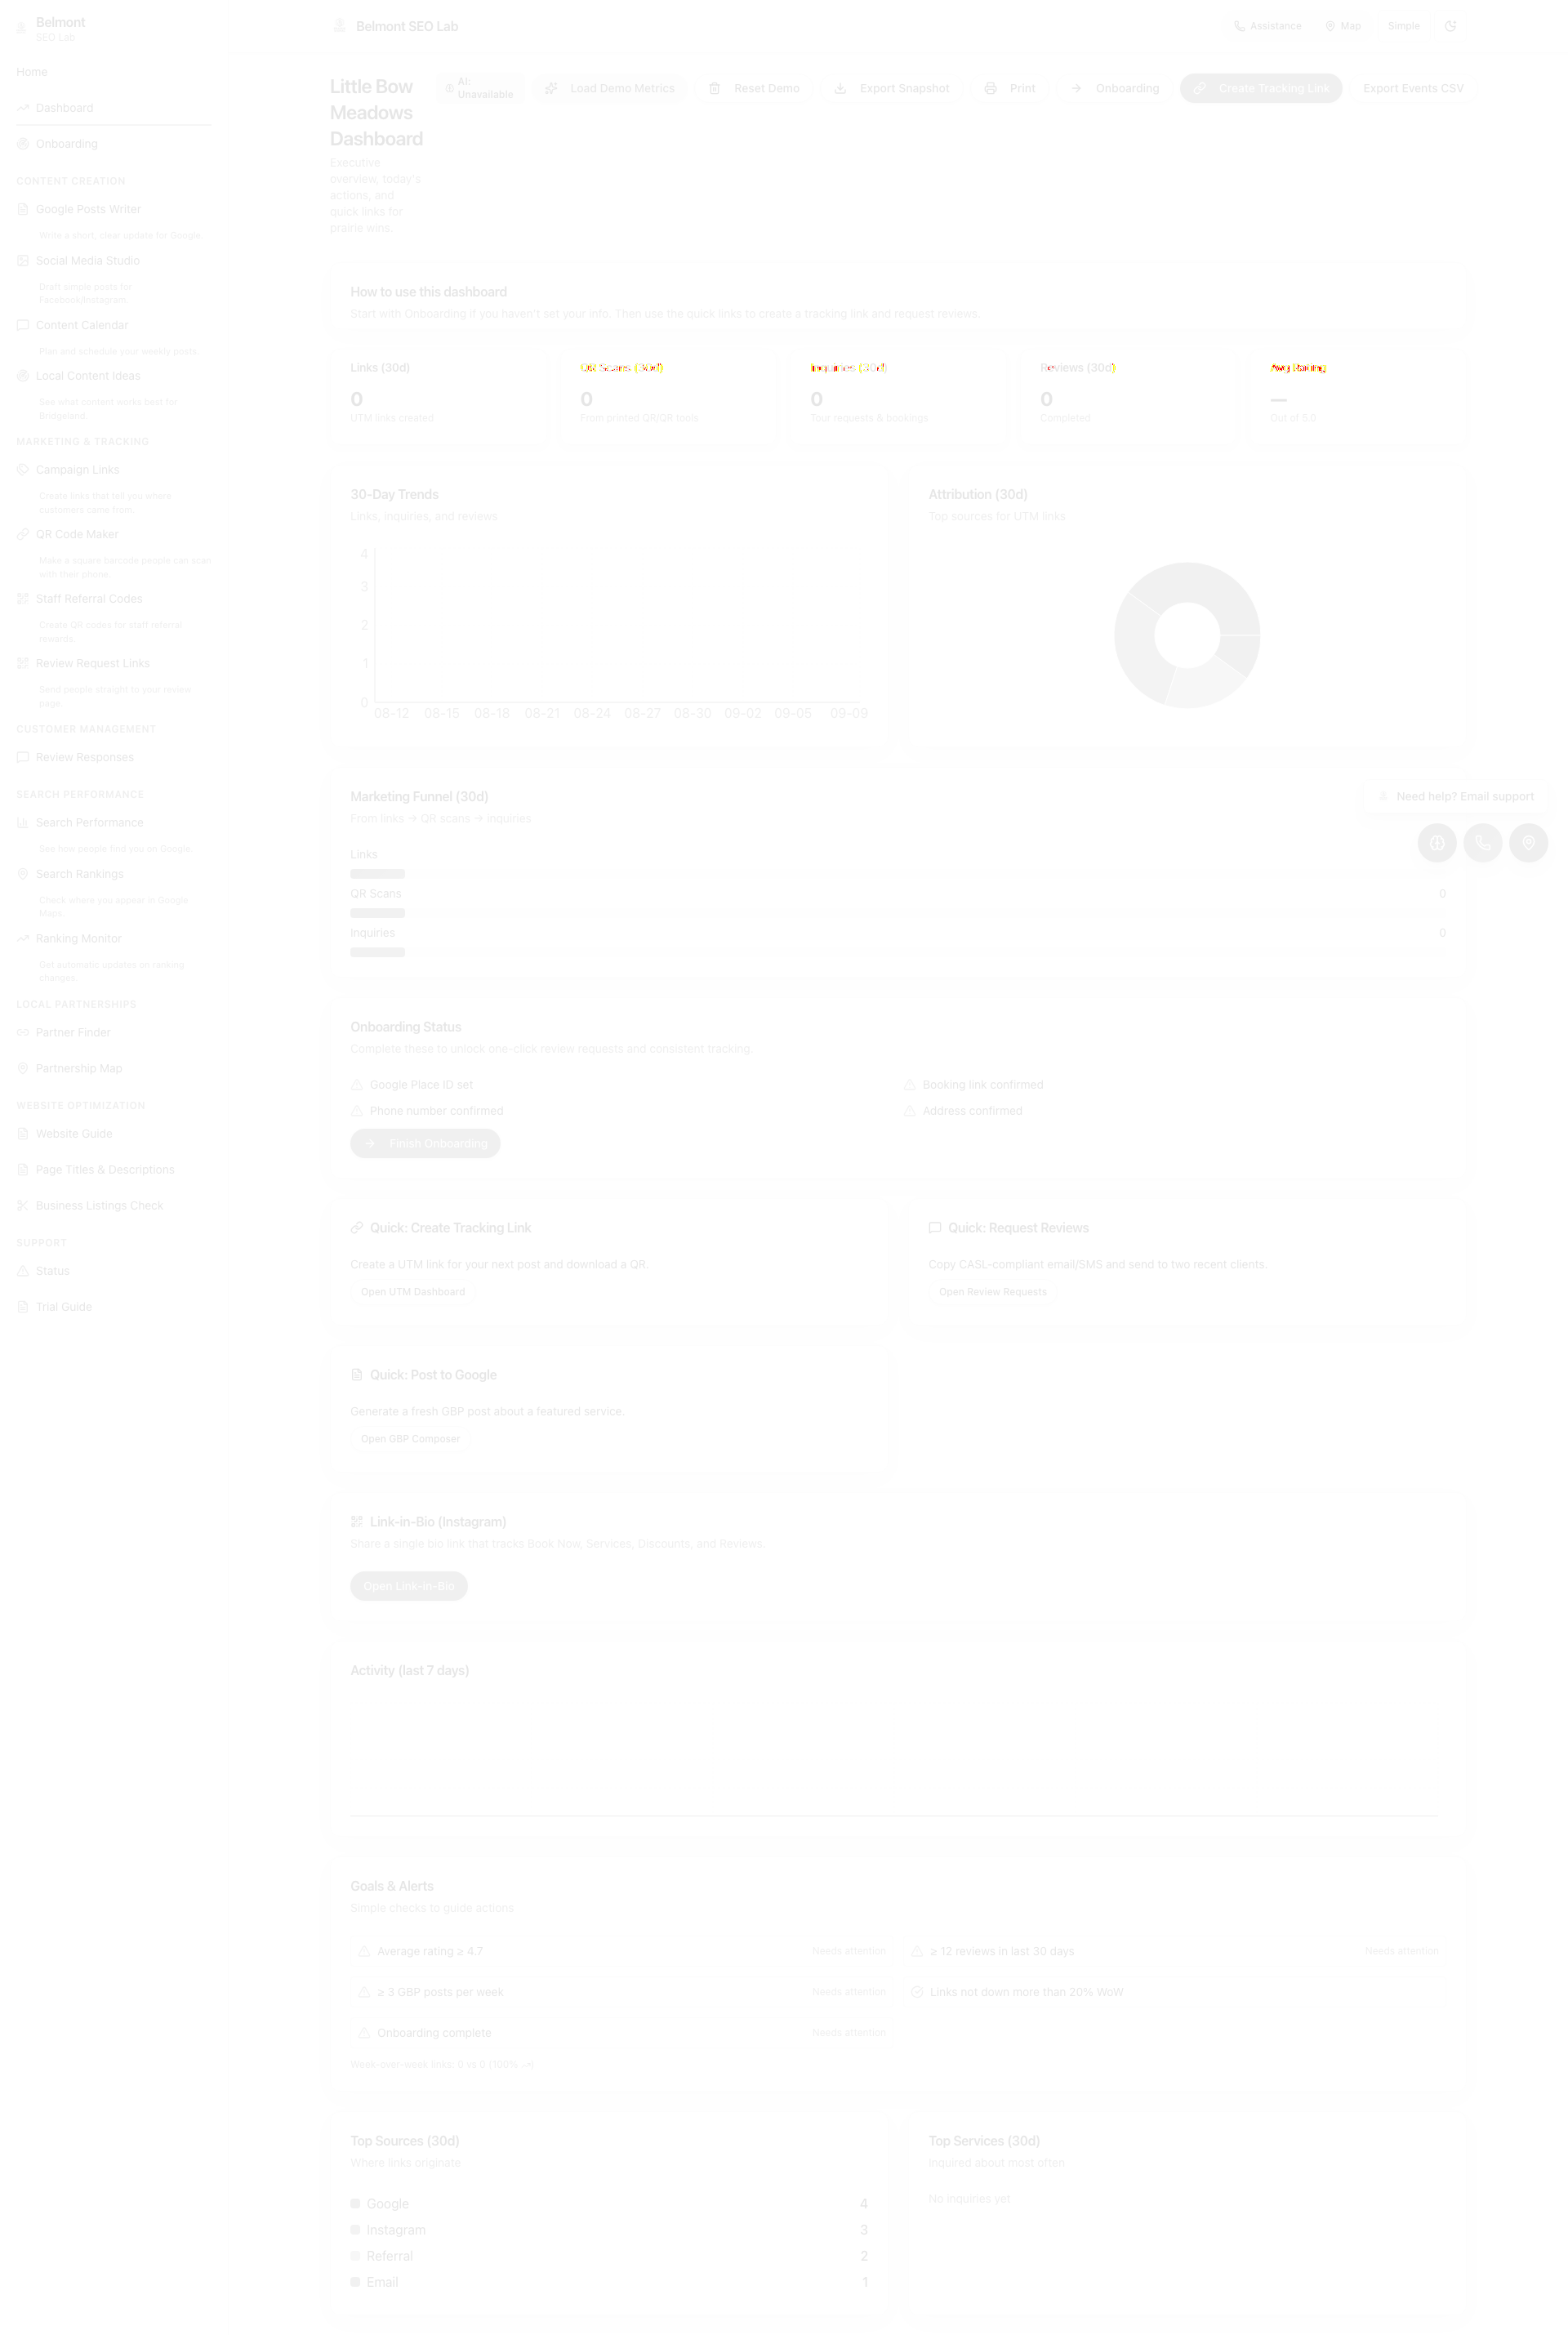 Belmont
SEO Lab
Home
Dashboard
Onboarding
CONTENT CREATION
Google Posts Writer
Write a short, clear update for Google.
Social Media Studio
Draft simple posts for
Facebook/Instagram.
Content Calendar
Plan and schedule your weekly posts.
Local Content Ideas
See what content works best for
Bridgeland.
MARKETING & TRACKING
Campaign Links
Create links that tell you where
customers came from.
QR Code Maker
Make a square barcode people can scan
with their phone.
Staff Referral Codes
Create QR codes for staff referral
rewards.
Review Request Links
Send people straight to your review
page.
CUSTOMER MANAGEMENT
Review Responses
SEARCH PERFORMANCE
Search Performance
See how people find you on Google.
Search Rankings
Check where you appear in Google
Maps.
Ranking Monitor
Get automatic updates on ranking
changes.
LOCAL PARTNERSHIPS
Partner Finder
Partnership Map
WEBSITE OPTIMIZATION
Website Guide
Page Titles & Descriptions
Business Listings Check
SUPPORT
Status
Trial Guide
Belmont SEO Lab
Assistance
Map
Simple
Little Bow
Meadows
Dashboard
Executive
overview, today's
actions, and
quick links for
prairie wins.
AI:
Unavailable
Load Demo Metrics
Reset Demo
Export Snapshot
Print
Onboarding
Create Tracking Link
Export Events CSV
How to use this dashboard
Start with Onboarding if you haven't set your info. Then use the quick links to create a tracking link and request reviews.
Links (30d)
0
UTM links created
QR Scans (30d)
0
From printed QR/QR tools
Inquiries (30d)
0
Tour requests & bookings
Reviews (30d)
0
Completed
Avg Rating
—
Out of 5.0
30-Day Trends
Links, inquiries, and reviews
4
3
2
1
0
08-12 08-15 08-18 08-21 08-24 08-27 08-30 09-02 09-05 09-09
Attribution (30d)
Top sources for UTM links
Marketing Funnel (30d)
From links → QR scans → inquiries
Need help? Email support
Links
QR Scans 0
Inquiries 0
Onboarding Status
Complete these to unlock one-click review requests and consistent tracking.
Google Place ID set
Booking link confirmed
Phone number confirmed
Address confirmed
Finish Onboarding
Quick: Create Tracking Link
Create a UTM link for your next post and download a QR.
Open UTM Dashboard
Quick: Request Reviews
Copy CASL-compliant email/SMS and send to two recent clients.
Open Review Requests
Quick: Post to Google
Generate a fresh GBP post about a featured service.
Open GBP Composer
Link-in-Bio (Instagram)
Share a single bio link that tracks Book Now, Services, Discounts, and Reviews.
Open Link-in-Bio
Activity (last 7 days)
Goals & Alerts
Simple checks to guide actions
Average rating ≥ 4.7 Needs attention
≥ 12 reviews in last 30 days Needs attention
≥ 3 GBP posts per week Needs attention
Links not down more than 20% WoW
Onboarding complete Needs attention
Week-over-week links: 0 vs 0 (100%
Top Sources (30d)
Where links originate
Google 4
Instagram 3
Referral 2
Email 1
Top Services (30d)
Inquired about most often
No inquiries yet